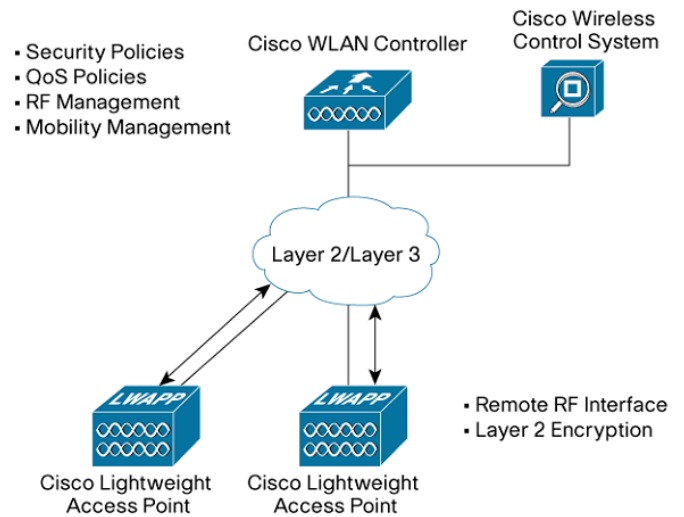 ▪ Security Policies
▪ QoS Policies
▪ RF Management
▪ Mobility Management
Cisco WLAN Controller
Cisco Wireless
Control System
Layer 2/Layer 3
LWAPP
LWAPP
▪ Remote RF Interface
▪ Layer 2 Encryption
Cisco Lightweight
Access Point
Cisco Lightweight
Access Point